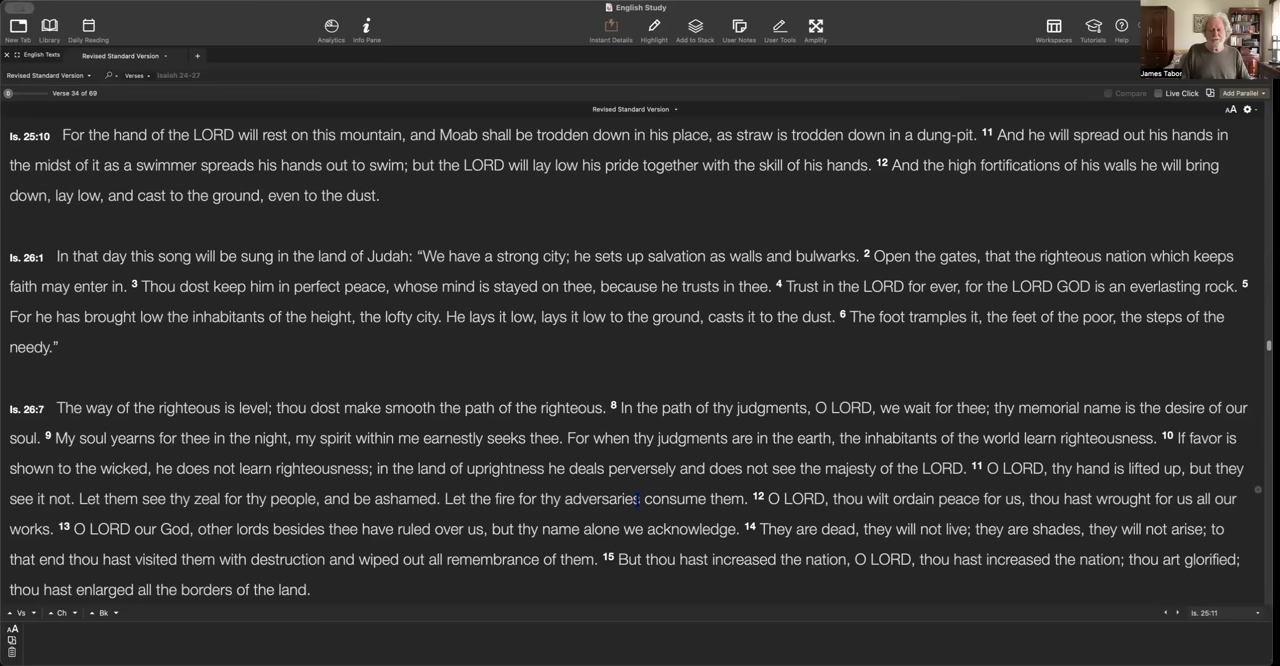 English Study
New Tab
Library
Daily Reading
Analytics
Info Pane
Instant Details
Highlight
Add to Stack
User Notes
User Tools
Amplify
Workspaces
Tutorials
Help
James Tabor
English Texts
Revised Standard Version
+
Revised Standard Version
Verses
Isaiah 24-27
Verse 34 of 69
Compare
Live Click
Add Parallel
Revised Standard Version
AA
Is. 25:10 For the hand of the LORD will rest on this mountain, and Moab shall be trodden down in his place, as straw is trodden down in a dung-pit. 11 And he will spread out his hands in
the midst of it as a swimmer spreads his hands out to swim; but the LORD will lay low his pride together with the skill of his hands. 12 And the high fortifications of his walls he will bring
down, lay low, and cast to the ground, even to the dust.
Is. 26:1 In that day this song will be sung in the land of Judah: “We have a strong city; he sets up salvation as walls and bulwarks. 2 Open the gates, that the righteous nation which keeps
faith may enter in. 3 Thou dost keep him in perfect peace, whose mind is stayed on thee, because he trusts in thee. 4 Trust in the LORD for ever, for the LORD GOD is an everlasting rock. 5
For he has brought low the inhabitants of the height, the lofty city. He lays it low, lays it low to the ground, casts it to the dust. 6 The foot tramples it, the feet of the poor, the steps of the
needy.”
Is. 26:7 The way of the righteous is level; thou dost make smooth the path of the righteous. 8 In the path of thy judgments, O LORD, we wait for thee; thy memorial name is the desire of our
soul. 9 My soul yearns for thee in the night, my spirit within me earnestly seeks thee. For when thy judgments are in the earth, the inhabitants of the world learn righteousness. 10 If favor is
shown to the wicked, he does not learn righteousness; in the land of uprightness he deals perversely and does not see the majesty of the LORD. 11 O LORD, thy hand is lifted up, but they
see it not. Let them see thy zeal for thy people, and be ashamed. Let the fire for thy adversaries consume them. 12 O LORD, thou wilt ordain peace for us, thou hast wrought for us all our
works. 13 O LORD our God, other lords besides thee have ruled over us, but thy name alone we acknowledge. 14 They are dead, they will not live; they are shades, they will not arise; to
that end thou hast visited them with destruction and wiped out all remembrance of them. 15 But thou hast increased the nation, O LORD, thou hast increased the nation; thou art glorified;
thou hast enlarged all the borders of the land.
Vs
Ch
Bk
Is. 25:11
AA